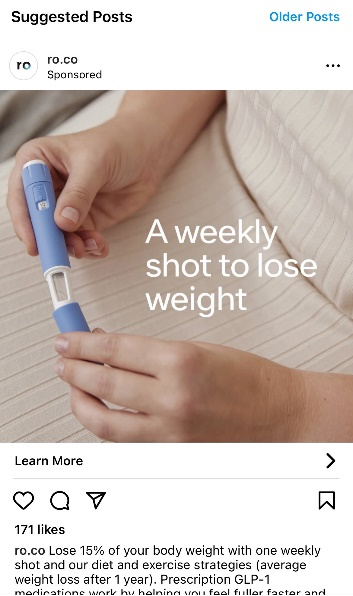 Suggested Posts
Older Posts
ro
ro.co
Sponsored
A weekly
shot to lose
weight
Learn More
171 likes
ro.co Lose 15% of your body weight with one weekly
shot and our diet and exercise strategies (average
weight loss after 1 year). Prescription GLP-1
medications work by helping you feel fuller faster and